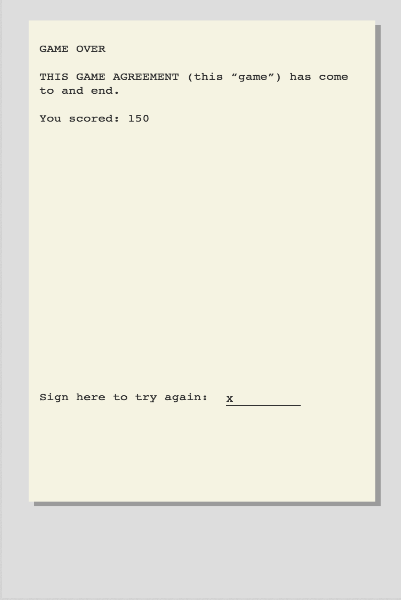 GAME OVER
THIS GAME AGREEMENT (this “game”) has come
to and end.
You scored: 150
Sign here to try again: x